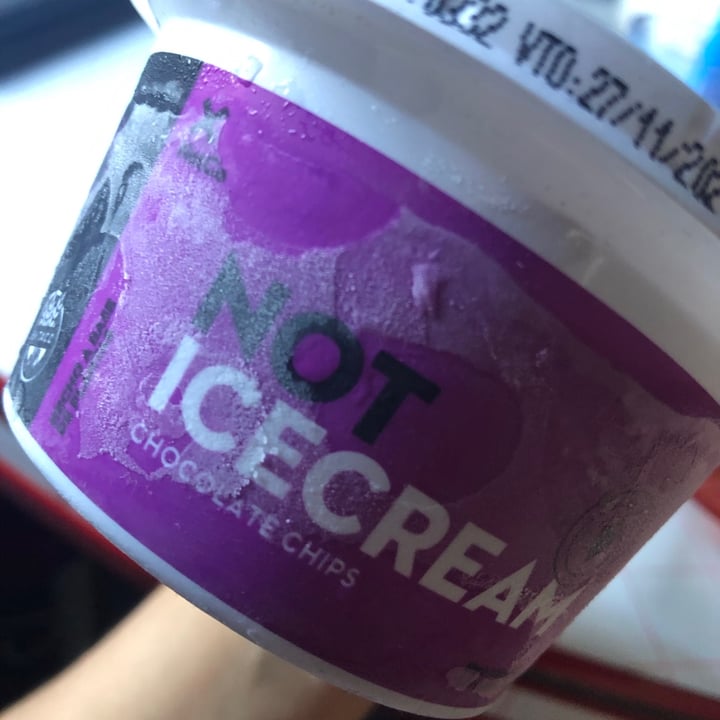 VTO:27/11/202
NOT
ICECREAM
CHOCOLATE CHIPS